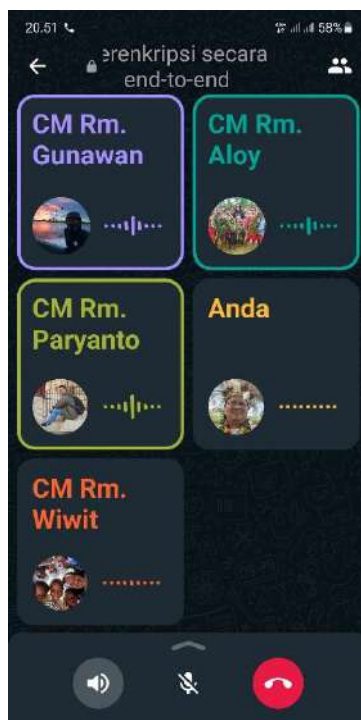 20.51 58%
erenkripsi secara
end-to-end
CM Rm.
Gunawan
CM Rm.
Aloy
CM Rm.
Paryanto
Anda
CM Rm.
Wiwit